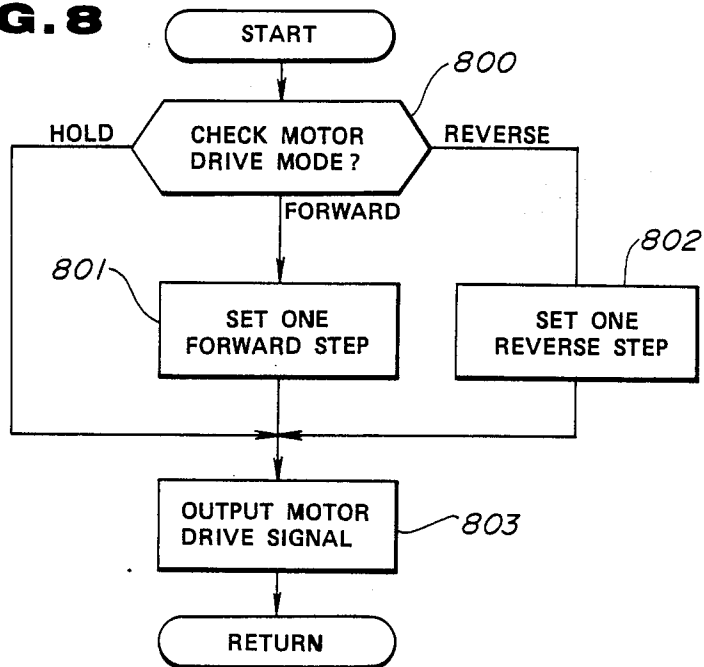 G.8
START
800
CHECK MOTOR
DRIVE MODE?
HOLD
REVERSE
FORWARD
801
802
SET ONE
FORWARD STEP
SET ONE
REVERSE STEP
OUTPUT MOTOR
DRIVE SIGNAL
803
RETURN